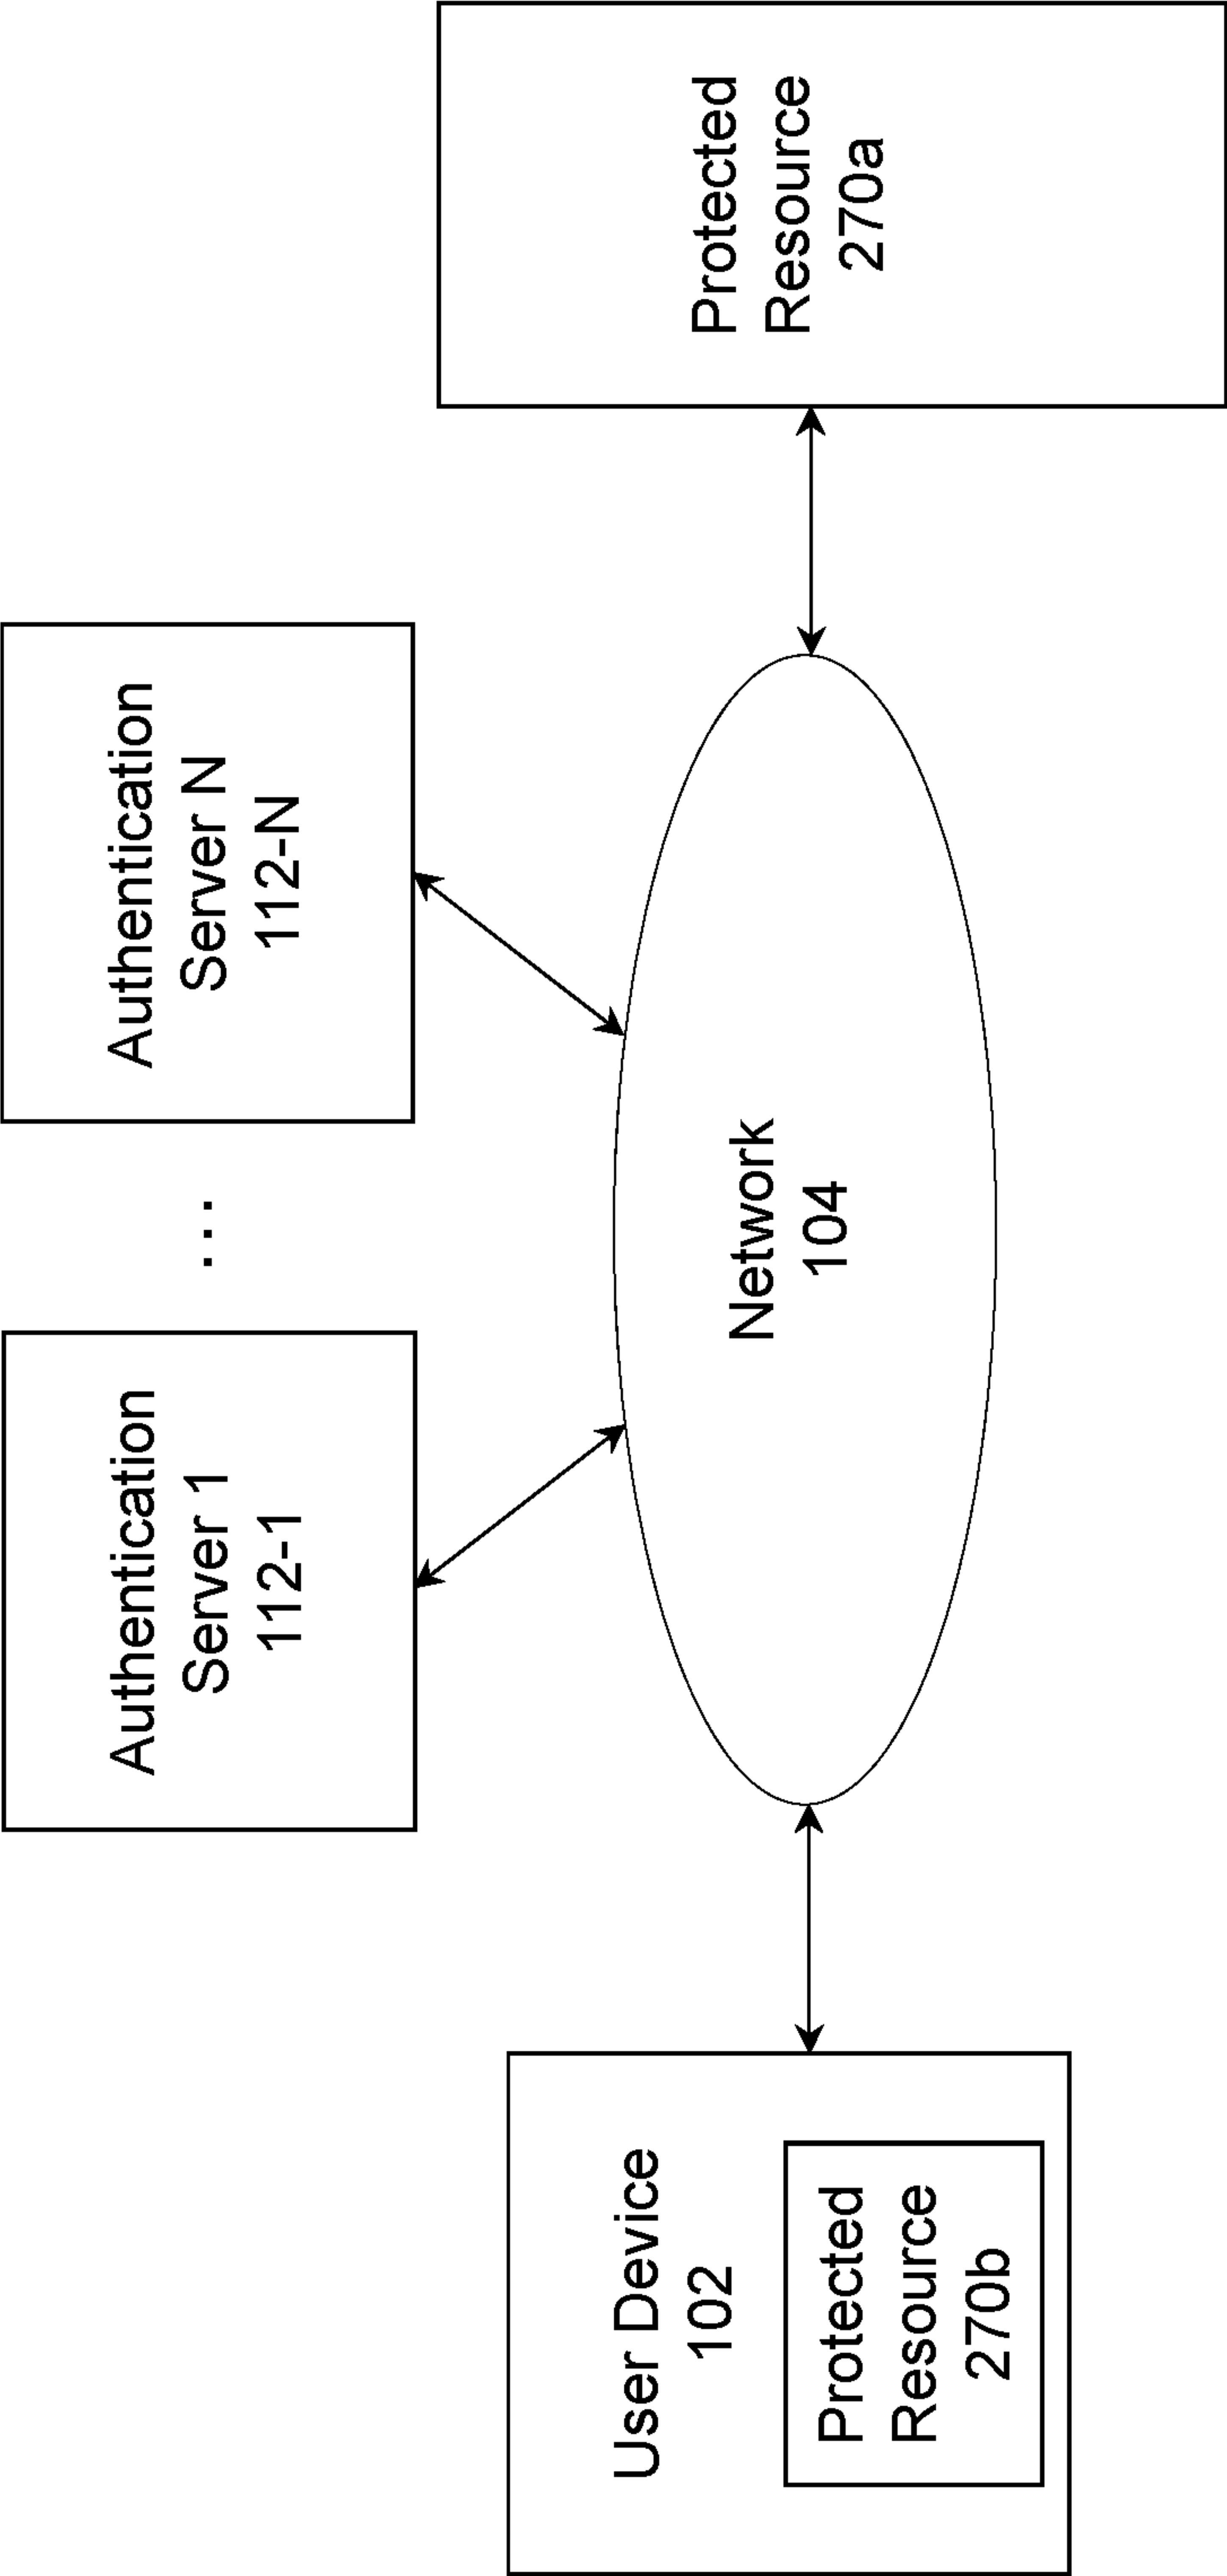 Authentication
Server 1
112-1
...
Authentication
Server N
112-N
User Device
102
Protected
Resource
270b
Network
104
Protected
Resource
270a